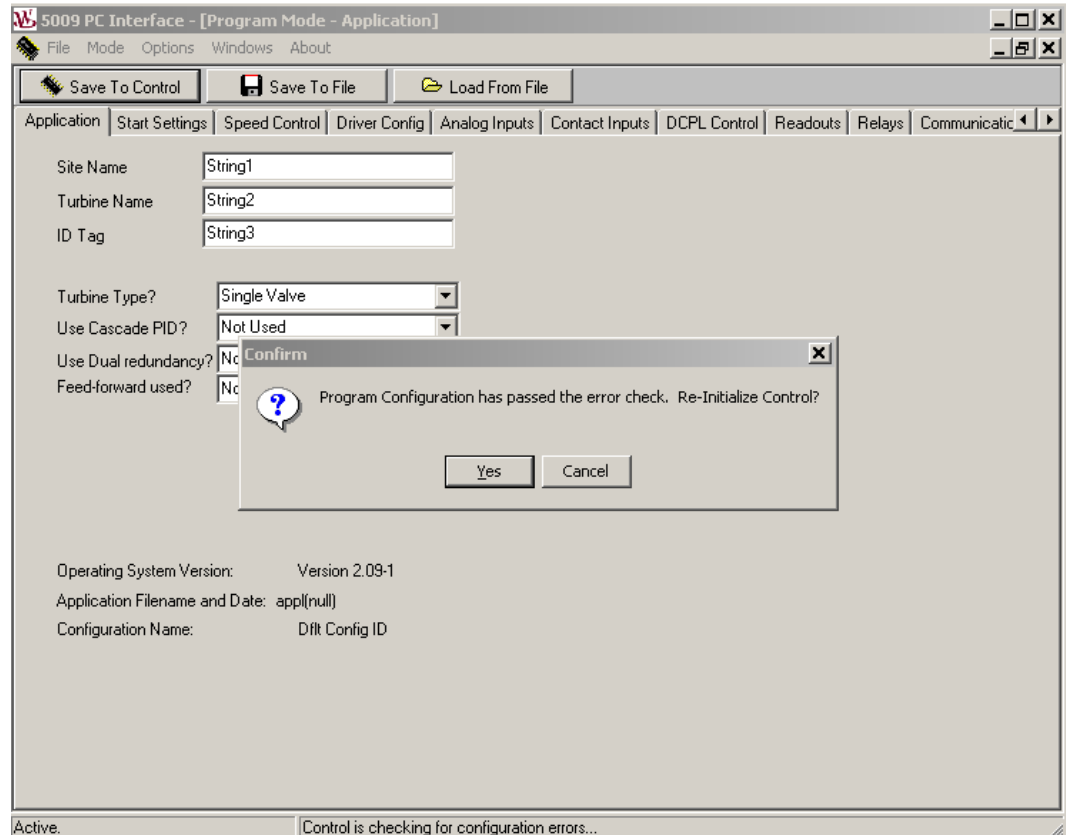 5009 PC Interface - [Program Mode - Application]
File Mode Options Windows About
Save To Control Save To File Load From File
Application Start Settings Speed Control Driver Config Analog Inputs Contact Inputs DCPL Control Readouts Relays Communicatic
Site Name String1
Turbine Name String2
ID Tag String3
Turbine Type? Single Valve
Use Cascade PID? Not Used
Use Dual redundancy?
Feed-forward used?
Confirm
Program Configuration has passed the error check. Re-Initialize Control?
Yes Cancel
Operating System Version: Version 2.09-1
Application Filename and Date: appl(null)
Configuration Name: Dflt Config ID
Active. Control is checking for configuration errors...